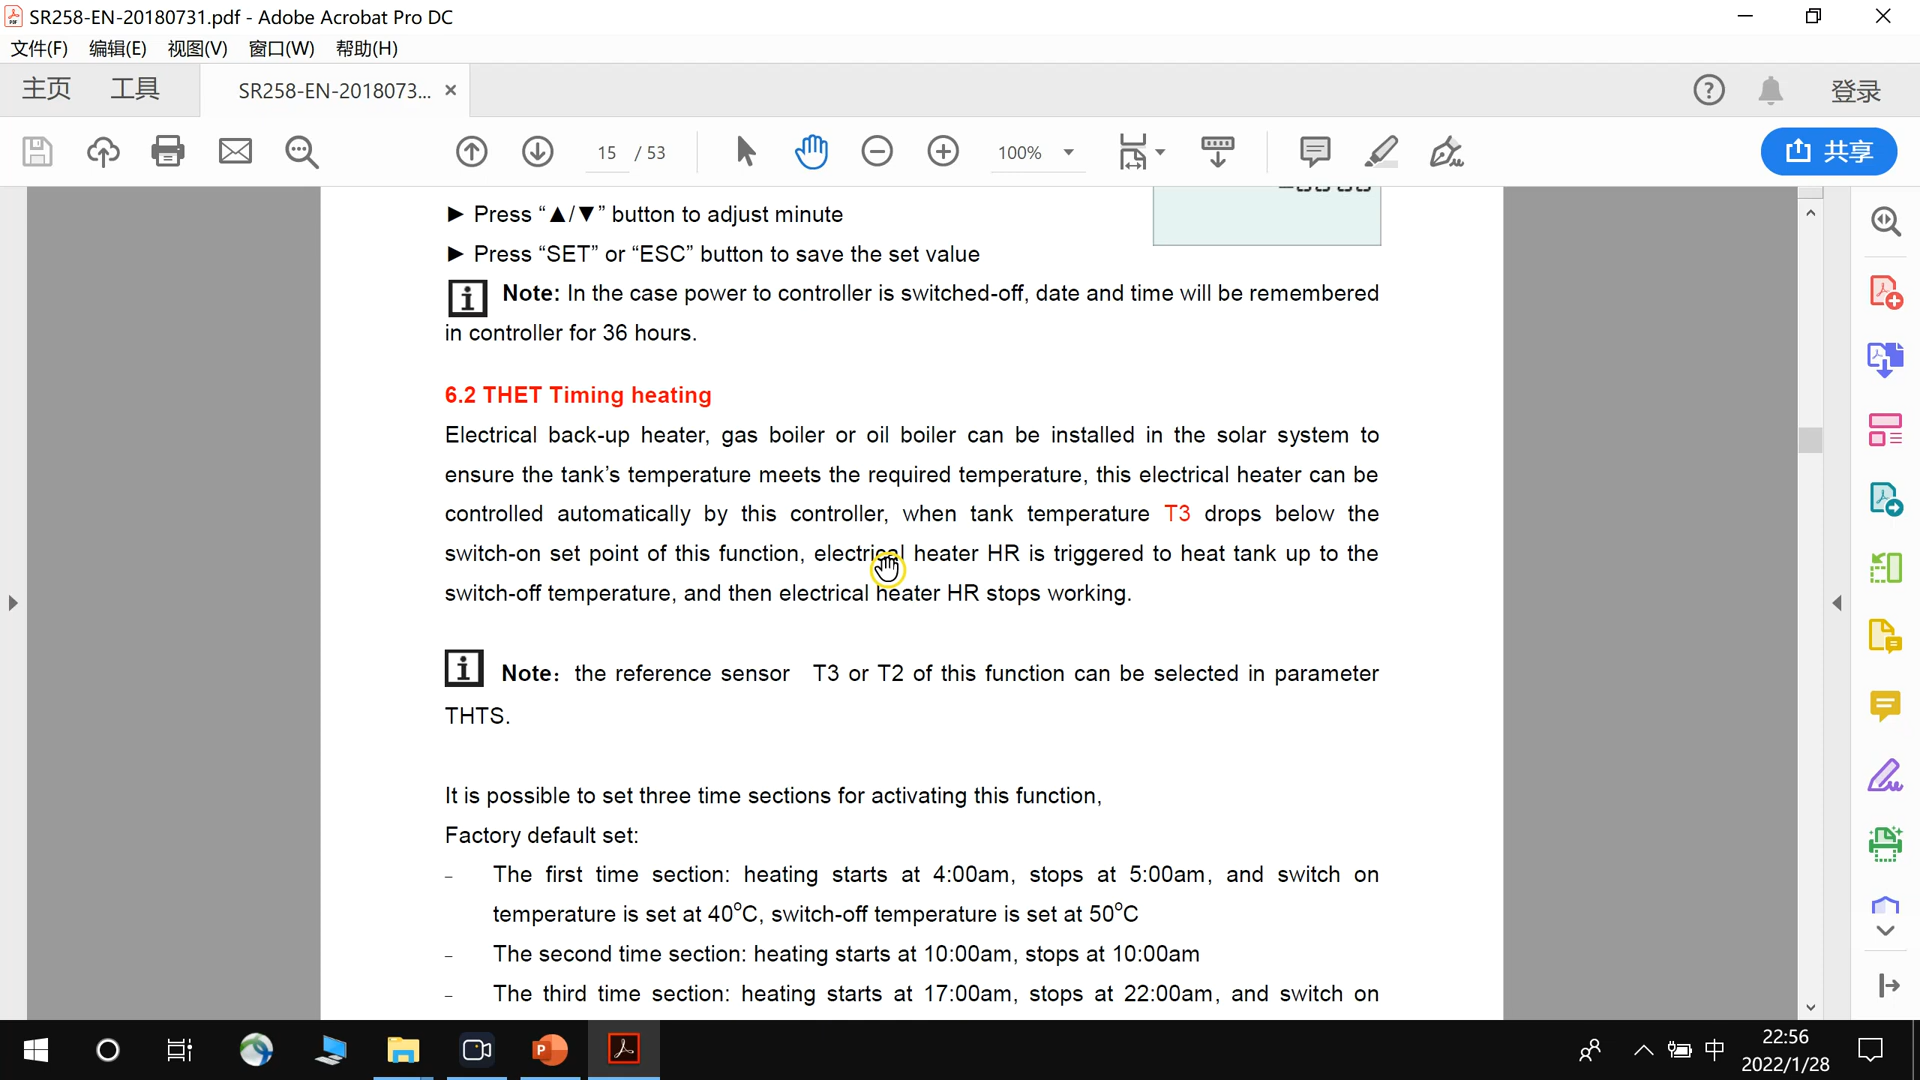 SR258-EN-20180731.pdf - Adobe Acrobat Pro DC
文件(F) 编辑(E) 视图(V) 窗口(W) 帮助(H)
主页 工具 SR258-EN-2018073... × 登录
15 / 53 100% 共享
► Press “▲/▼” button to adjust minute
► Press “SET” or “ESC” button to save the set value
Note: In the case power to controller is switched-off, date and time will be remembered
in controller for 36 hours.
6.2 THET Timing heating
Electrical back-up heater, gas boiler or oil boiler can be installed in the solar system to
ensure the tank’s temperature meets the required temperature, this electrical heater can be
controlled automatically by this controller, when tank temperature T3 drops below the
switch-on set point of this function, electrical heater HR is triggered to heat tank up to the
switch-off temperature, and then electrical heater HR stops working.
Note: the reference sensor T3 or T2 of this function can be selected in parameter
THTS.
It is possible to set three time sections for activating this function,
Factory default set:
- The first time section: heating starts at 4:00am, stops at 5:00am, and switch on
temperature is set at 40°C, switch-off temperature is set at 50°C
- The second time section: heating starts at 10:00am, stops at 10:00am
- The third time section: heating starts at 17:00am, stops at 22:00am, and switch on
中
22:56
2022/1/28